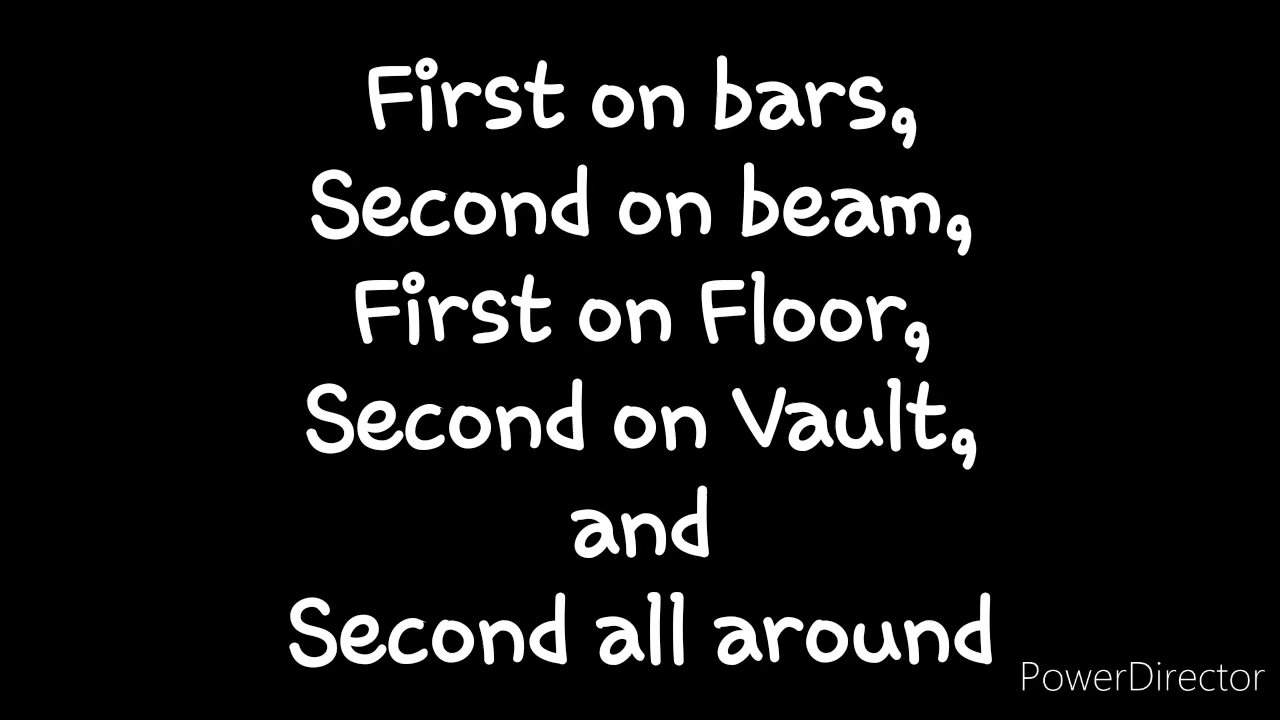 First on bars,
Second on beam,
First on Floor,
Second on Vault,
and
Second all around
PowerDirector